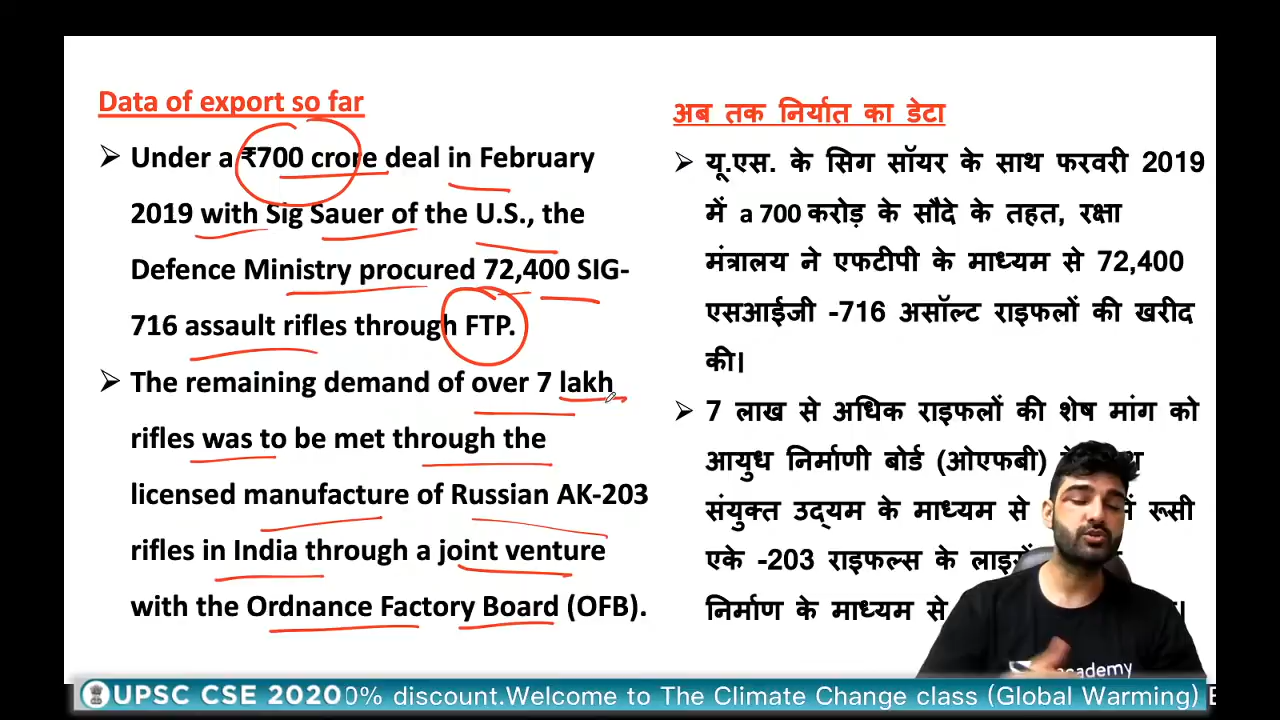 Data of export so far
➢ Under a ₹700 crore deal in February
2019 with Sig Sauer of the U.S., the
Defence Ministry procured 72,400 SIG-
716 assault rifles through FTP.
➢ The remaining demand of over 7 lakh
rifles was to be met through the
licensed manufacture of Russian AK-203
rifles in India through a joint venture
with the Ordnance Factory Board (OFB).
अब तक निर्यात का डेटा
➢ यू.एस. के सिग सॉयर के साथ फरवरी 2019
में a 700 करोड़ के सौदे के तहत, रक्षा
मंत्रालय ने एफटीपी के माध्यम से 72,400
एसआईजी -716 असॉल्ट राइफलों की खरीद
की।
➢ 7 लाख से अधिक राइफलों की शेष मांग को
आयुध निर्माणी बोर्ड (ओएफबी)
संयुक्त उद्यम के माध्यम से रूसी
एके -203 राइफल्स के
निर्माण के माध्यम से
academy
UPSC CSE 2020 0% discount.Welcome to The Climate Change class (Global Warming)